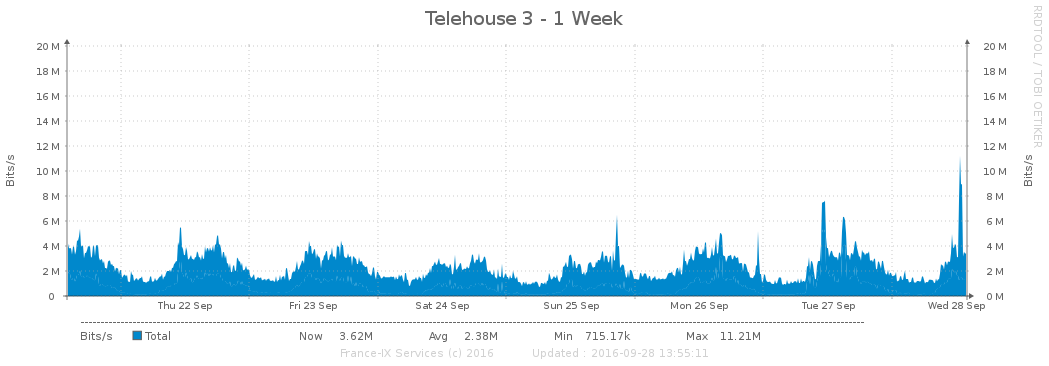 Telehouse 3 - 1 Week
RRDTOOL / TOBI OETIKER
Bits/s
20 M
18 M
16 M
14 M
12 M
10 M
8 M
6 M
4 M
2 M
0
20 M
18 M
16 M
14 M
12 M
10 M
8 M
6 M
4 M
2 M
0 M
Bits/s
Thu 22 Sep Fri 23 Sep Sat 24 Sep Sun 25 Sep Mon 26 Sep Tue 27 Sep Wed 28 Sep
Bits/s Total Now 3.62M Avg 2.38M Min 715.17k Max 11.21M
France-IX Services (c) 2016 Updated : 2016-09-28 13:55:11